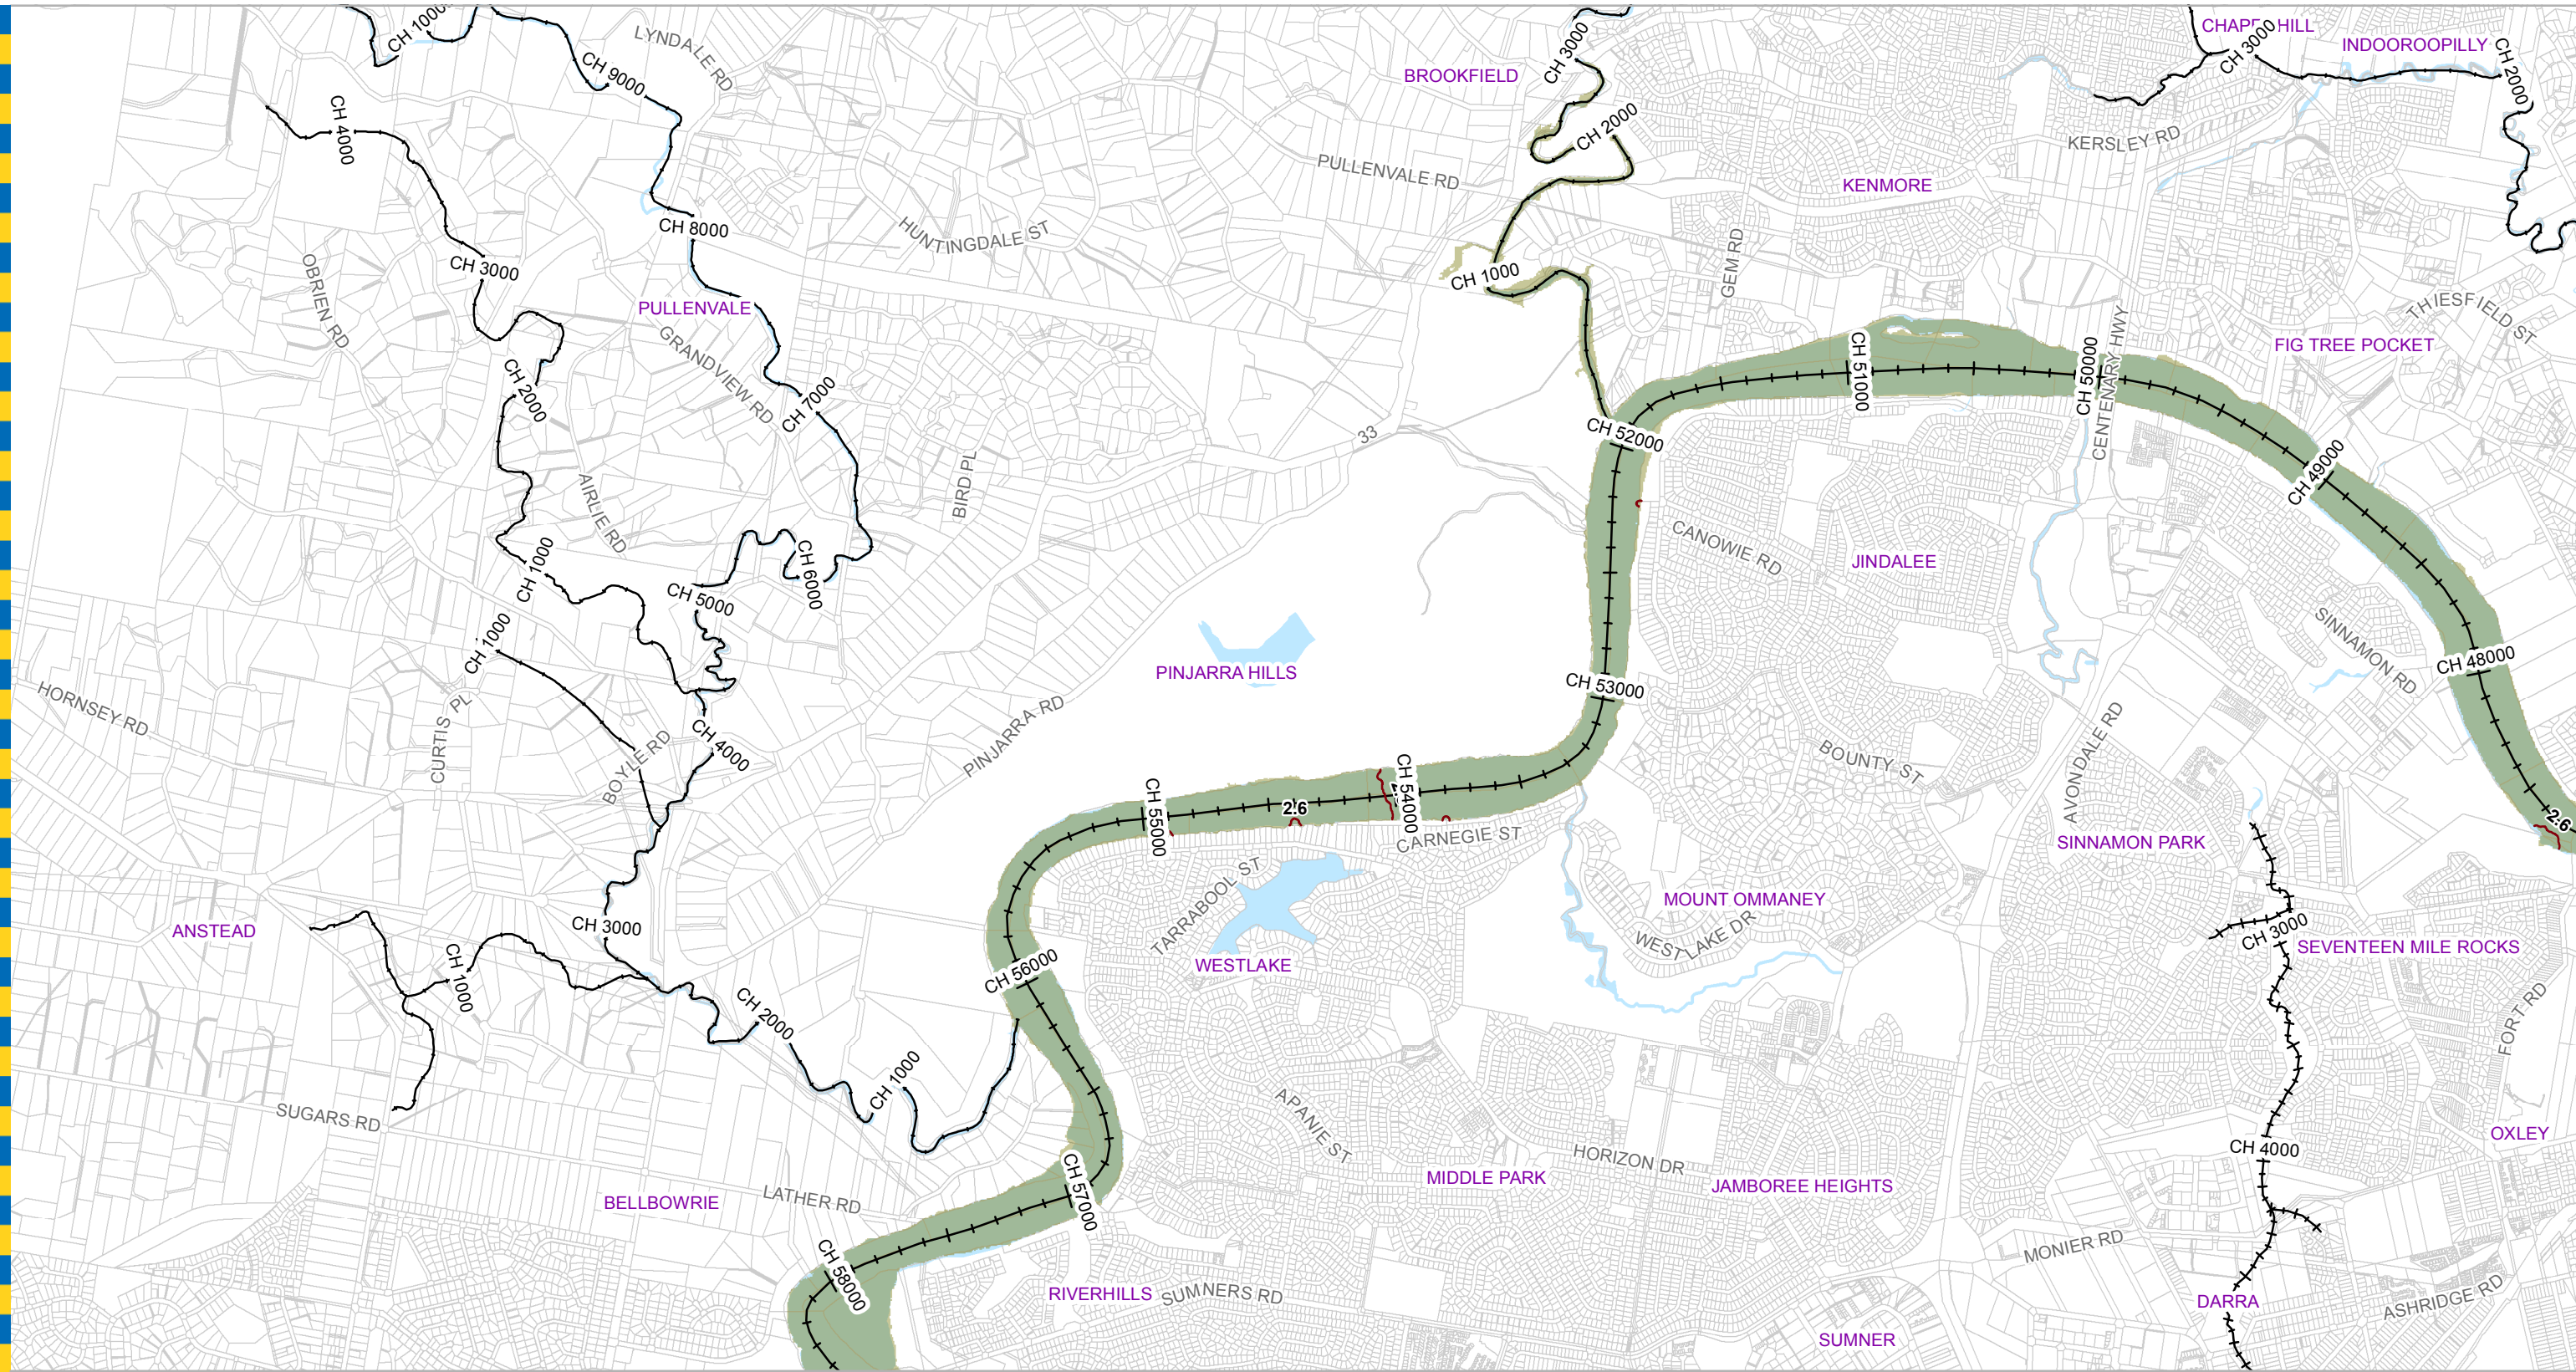 CH 1000
LYNDALE RD
CH 3000
CHAPEL HILL
CH 3000
INDOOROOPILLY
CH 2000
CH 9000
BROOKFIELD
CH 4000
CH 2000
KERSLEY RD
PULLENVALE RD
KENMORE
CH 8000
HUNTINGDALE ST
CH 3000
GEM RD
CH 1000
OBRIEN RD
PULLENVALE
THIESFIELD ST
FIG TREE POCKET
GRANDVIEW RD
CH 2000
CH 7000
CH 51000
CH 50000
CENTENARY HWY
33
CH 52000
CH 49000
BIRD PL
AIRLIE RD
CANOWIE RD
JINDALEE
CH 1000
CH 6000
CH 5000
CH 1000
SINNAMON RD
PINJARRA HILLS
CH 48000
CH 53000
HORNSEY RD
CURTIS PL
BOYLE RD
CH 4000
PINJARRA RD
BOUNTY ST
AVONDALE RD
CH 54000
CH 55000
2.6
2.6
CARNEGIE ST
SINNAMON PARK
TARRABOOL ST
MOUNT OMMANEY
WEST LAKE DR
ANSTEAD
CH 3000
CH 3000
SEVENTEEN MILE ROCKS
CH 1000
CH 56000
WESTLAKE
CH 2000
FORT RD
CH 1000
SUGARS RD
APANIE ST
OXLEY
CH 4000
HORIZON DR
CH 57000
MIDDLE PARK
JAMBOREE HEIGHTS
BELLBOWRIE
LATHER RD
MONIER RD
CH 58000
RIVERHILLS
SUMNERS RD
DARRA
ASHRIDGE RD
SUMNER